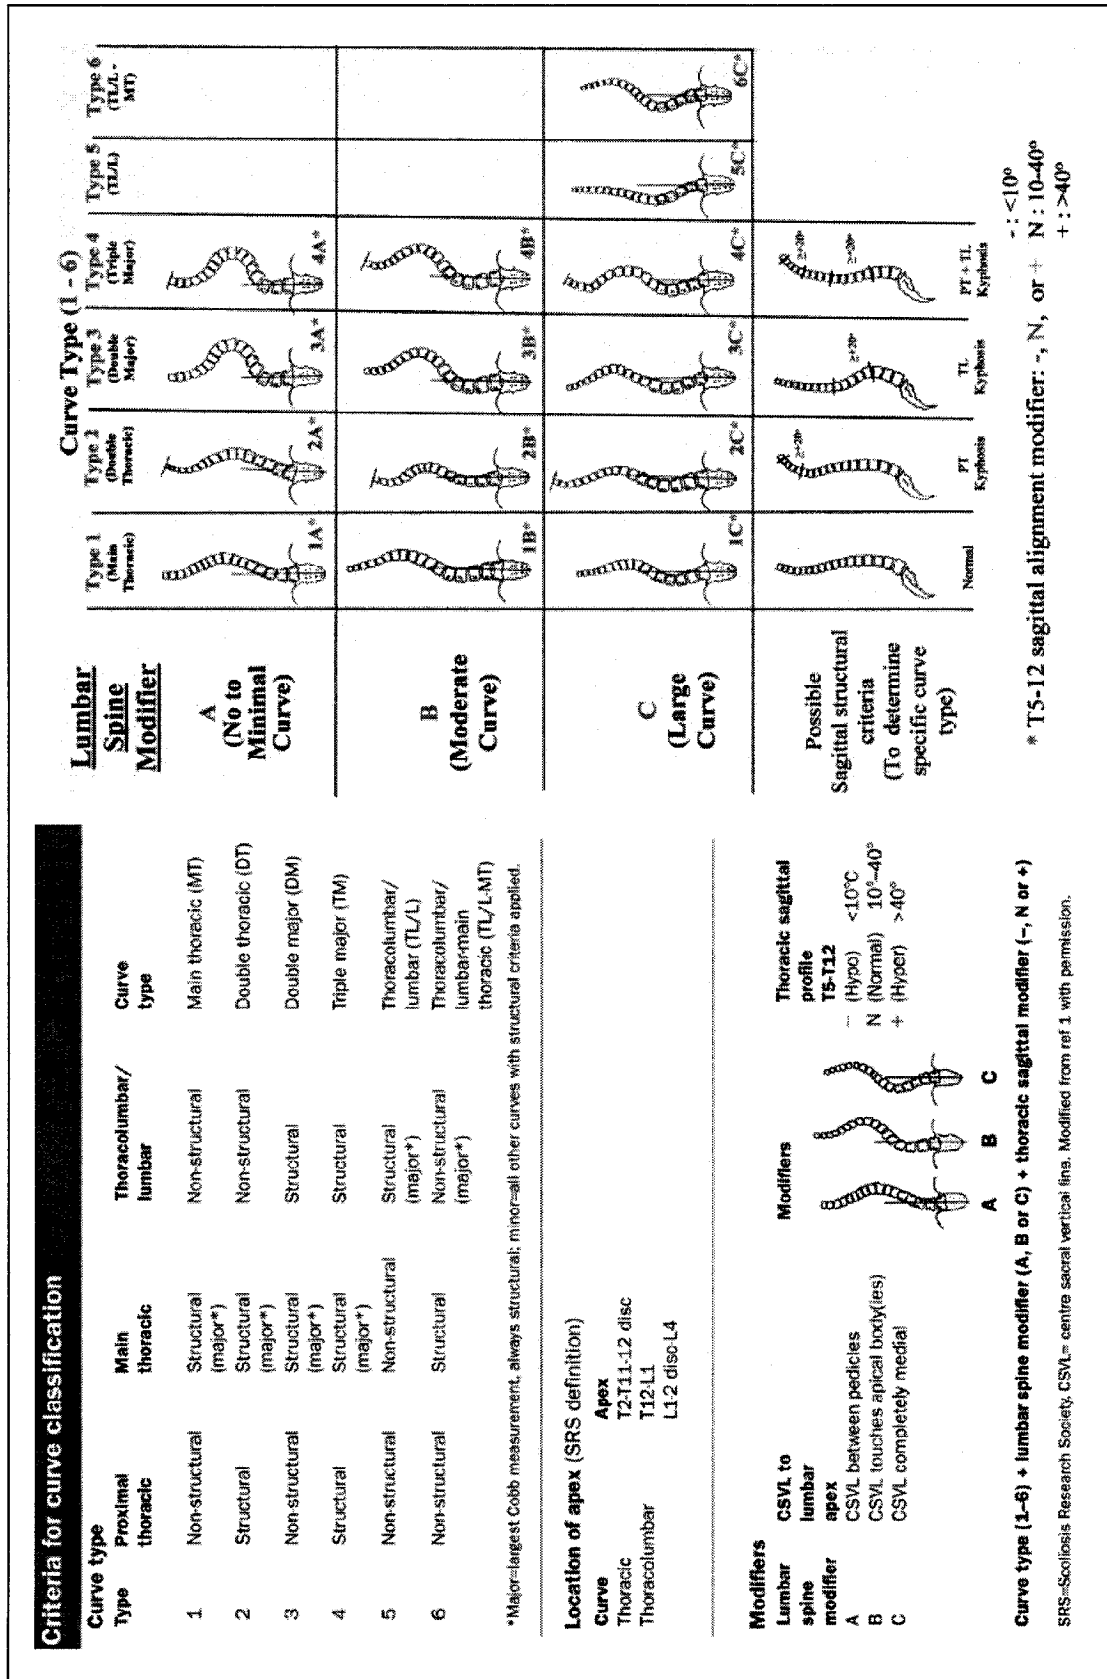 Criteria for curve classification
Curve type
Type Proximal thoracic Main thoracic Thoracolumbar/ lumbar Curve type
1 Non-structural Structural (major*) Non-structural Main thoracic (MT)
2 Structural Structural (major*) Non-structural Double thoracic (DT)
3 Non-structural Structural (major*) Structural Double major (DM)
4 Structural Structural (major*) Structural Triple major (TM)
5 Non-structural Non-structural Structural (major*) Thoracolumbar/ lumbar (TL/L)
6 Non-structural Structural Non-structural (major*) Thoracolumbar/ lumbar-main thoracic (TL/L-MT)
*Major=largest Cobb measurement, always structural; minor=all other curves with structural criteria applied.
Location of apex (SRS definition)
Curve Apex
Thoracic T2-T11-12 disc
Thoracolumbar T12-L1
L1-2 disc-L4
Modifiers
Lumbar spine modifier CSVL to lumbar apex Modifiers Thoracic sagittal profile T5-T12
A CSVL between pedicles − (Hypo) <10°C
B CSVL touches apical body(ies) N (Normal) 10°–40°
C CSVL completely medial + (Hyper) >40°
A B C
Curve type (1–6) + lumbar spine modifier (A, B or C) + thoracic sagittal modifier (−, N or +)
SRS=Scoliosis Research Society, CSVL= centre sacral vertical line. Modified from ref 1 with permission.
Curve Type (1 - 6)
Lumbar Spine Modifier
Type 1 (Main Thoracic)
Type 2 (Double Thoracic)
Type 3 (Double Major)
Type 4 (Triple Major)
Type 5 (TL/L)
Type 6 (TL/L - MT)
A (No to Minimal Curve)
1A* 2A* 3A* 4A*
B (Moderate Curve)
1B* 2B* 3B* 4B*
C (Large Curve)
1C* 2C* 3C* 4C* 5C* 6C*
Possible Sagittal structural criteria (To determine specific curve type)
≥+20° ≥+20° ≥+20° ≥+20°
Normal
PT Kyphosis
TL Kyphosis
PT + TL Kyphosis
* T5-12 sagittal alignment modifier: -, N, or +
- : <10°
N : 10-40°
+ : >40°